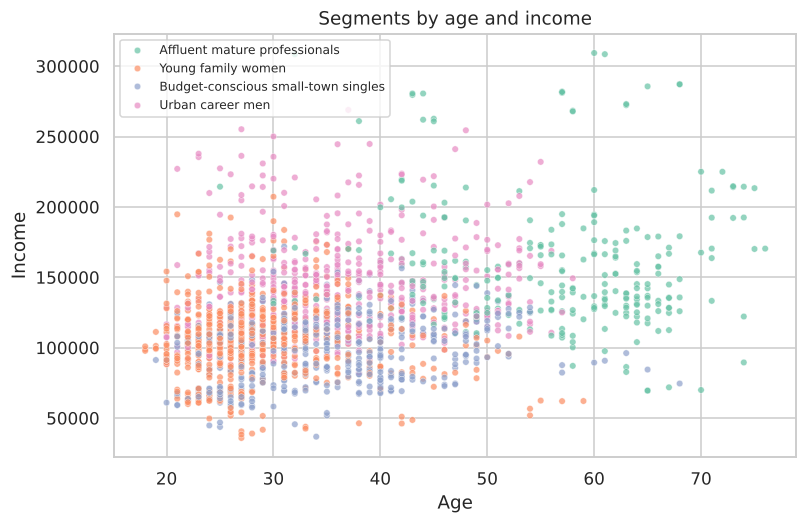 Segments by age and income
Affluent mature professionals
Young family women
Budget-conscious small-town singles
Urban career men
300000
250000
200000
150000
100000
50000
Income
20 30 40 50 60 70
Age